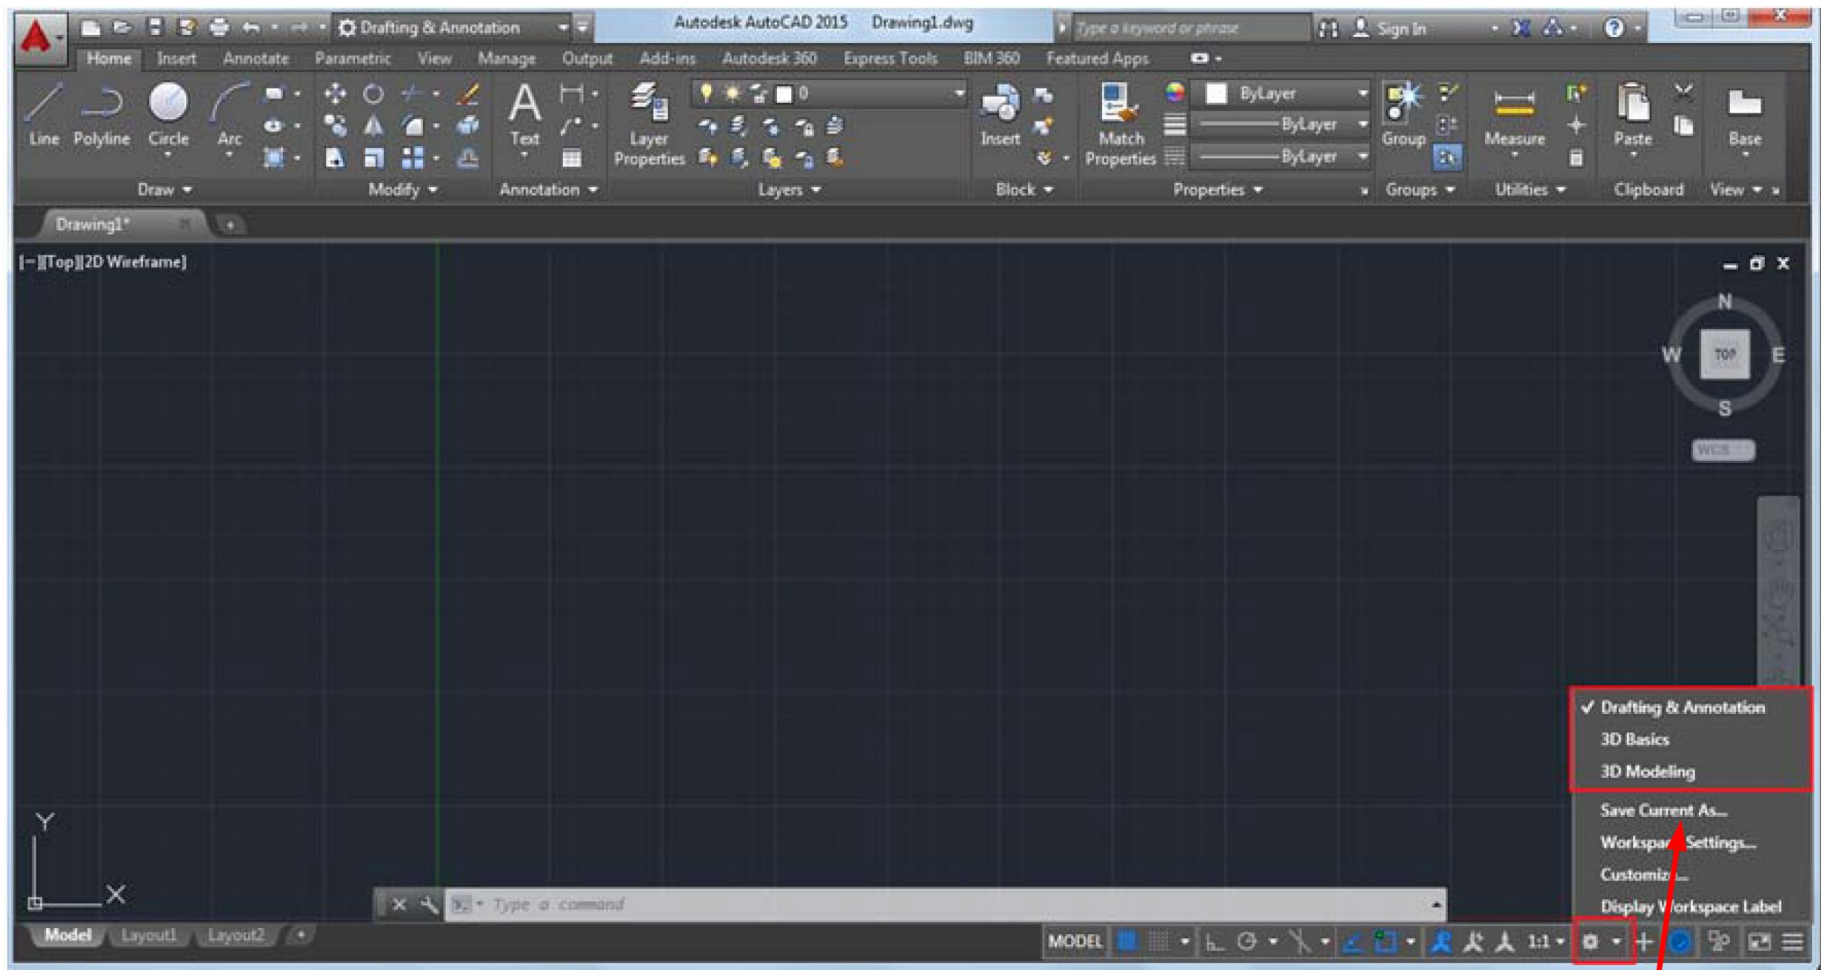 Drafting & Annotation
Autodesk AutoCAD 2015 Drawing1.dwg
Type a keyword or phrase
Sign In
Home Insert Annotate Parametric View Manage Output Add-ins Autodesk 360 Express Tools BIM 360 Featured Apps
0
ByLayer
ByLayer
ByLayer
Line Polyline Circle Arc
Text
Layer Properties
Insert
Match Properties
Group
Measure
Paste
Base
Draw Modify Annotation Layers Block Properties Groups Utilities Clipboard View
Drawing1*
[−][Top][2D Wireframe]
N
W TOP E
S
WCS
Drafting & Annotation
3D Basics
3D Modeling
Save Current As...
Workspace Settings...
Customize...
Display Workspace Label
Y
X
Type a command
Model Layout1 Layout2
MODEL
1:1